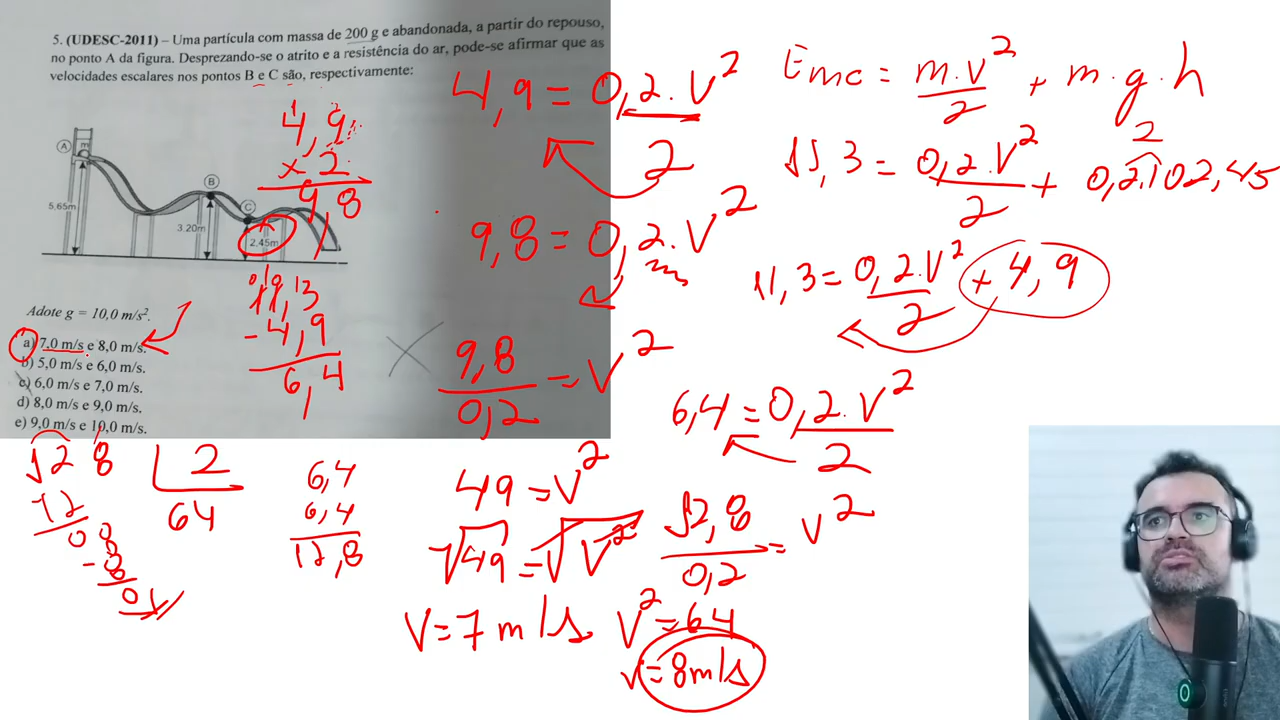 5. (UDESC-2011) – Uma partícula com massa de 200 g e abandonada, a partir do repouso,
no ponto A da figura. Desprezando-se o atrito e a resistência do ar, pode-se afirmar que as
velocidades escalares nos pontos B e C são, respectivamente:
A
m
5,65m
B
3.20m
C
2,45m
Adote g = 10,0 m/s².
a) 7,0 m/s e 8,0 m/s.
b) 5,0 m/s e 6,0 m/s.
c) 6,0 m/s e 7,0 m/s.
d) 8,0 m/s e 9,0 m/s.
e) 9,0 m/s e 10,0 m/s.
4,9
x 2
9,8
11,13
- 4,9
6,4
128 2
12 64
08
- 8
0
6,4
6,4
12,8
4,9 = 0,2.V²
2
9,8 = 0,2.V²
9,8 = V²
0,2
49 = V²
√49 = √V²
V = 7 m/s
Emc = m.v² + m.g.h
2
11,3 = 0,2.V² + 0,2.102,45
2
2
11,3 = 0,2.V² + 4,9
2
6,4 = 0,2.V²
2
12,8 = V²
0,2
V² = 64
V = 8m/s